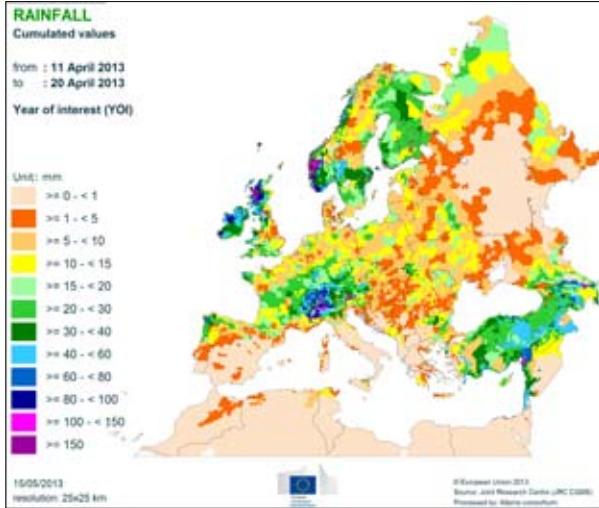 RAINFALL
Cumulated values
from : 11 April 2013
to : 20 April 2013
Year of interest (YOI)
Unit: mm
>= 0 - < 1
>= 1 - < 5
>= 5 - < 10
>= 10 - < 15
>= 15 - < 20
>= 20 - < 30
>= 30 - < 40
>= 40 - < 60
>= 60 - < 80
>= 80 - < 100
>= 100 - < 150
>= 150
15/05/2013
resolution: 25x25 km
© European Union 2013
Source: Joint Research Centre (JRC
Processed by: Alterra consortium